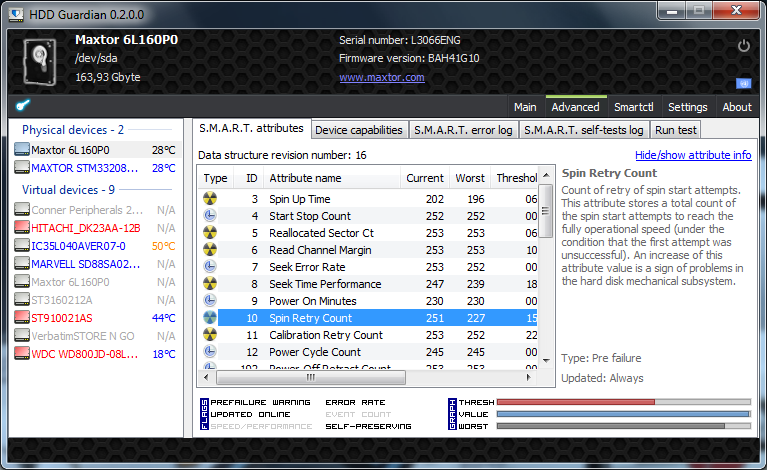 HDD Guardian 0.2.0.0
Maxtor 6L160P0
/dev/sda
163,93 Gbyte
Serial number: L3066ENG
Firmware version: BAH41G10
www.maxtor.com
Main Advanced Smartctl Settings About
Physical devices - 2
Maxtor 6L160P0 28°C
MAXTOR STM33208... 28°C
Virtual devices - 9
Conner Peripherals 2... N/A
HITACHI_DK23AA-12B N/A
IC35L040AVER07-0 50°C
MARVELL SD88SA02... N/A
Maxtor 6L160P0 N/A
ST3160212A N/A
ST910021AS 44°C
VerbatimSTORE N GO N/A
WDC WD800JD-08L... 18°C
S.M.A.R.T. attributes Device capabilities S.M.A.R.T. error log S.M.A.R.T. self-tests log Run test
Data structure revision number: 16
Hide/show attribute info
Type ID Attribute name Current Worst Threshol
3 Spin Up Time 202 196 06
4 Start Stop Count 252 252 00
5 Reallocated Sector Ct 253 253 06
6 Read Channel Margin 253 253 10
7 Seek Error Rate 253 252 00
8 Seek Time Performance 247 239 18
9 Power On Minutes 230 230 00
10 Spin Retry Count 251 227 15
11 Calibration Retry Count 253 252 22
12 Power Cycle Count 245 245 00
Power-Off Retract Count
Spin Retry Count
Count of retry of spin start attempts.
This attribute stores a total count of
the spin start attempts to reach the
fully operational speed (under the
condition that the first attempt was
unsuccessful). An increase of this
attribute value is a sign of problems in
the hard disk mechanical subsystem.
Type: Pre failure
Updated: Always
FLAGS
PREFAILURE WARNING ERROR RATE
UPDATED ONLINE EVENT COUNT
SPEED/PERFORMANCE SELF-PRESERVING
GRAPH
THRESH
VALUE
WORST